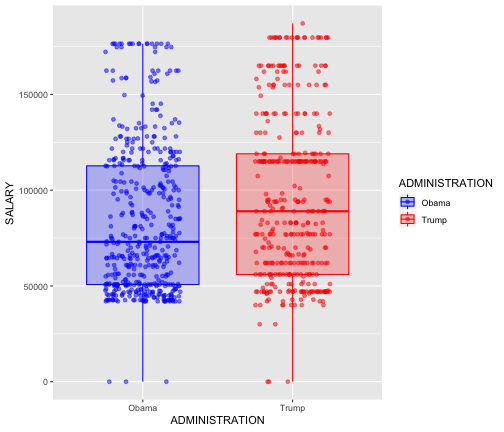 SALARY
150000
100000
50000
0
Obama
Trump
ADMINISTRATION
ADMINISTRATION
Obama
Trump